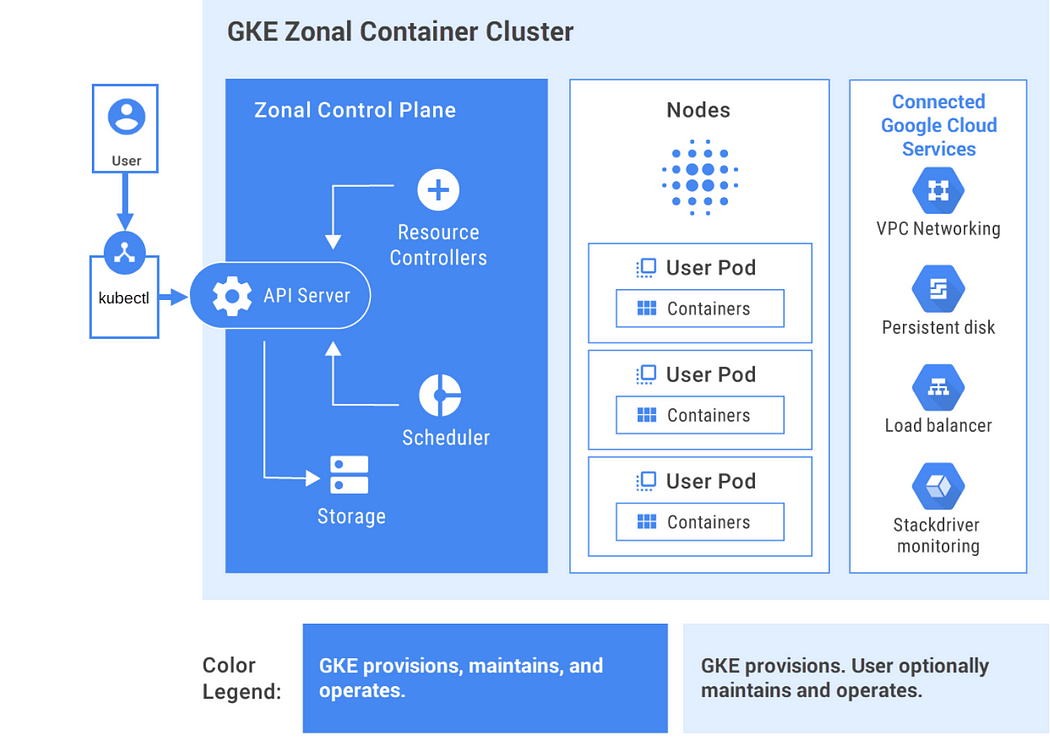 GKE Zonal Container Cluster
User
kubectl
Zonal Control Plane
Resource
Controllers
API Server
Scheduler
Storage
Nodes
User Pod
Containers
User Pod
Containers
User Pod
Containers
Connected
Google Cloud
Services
VPC Networking
Persistent disk
Load balancer
Stackdriver
monitoring
Color
Legend:
GKE provisions, maintains, and
operates.
GKE provisions. User optionally
maintains and operates.